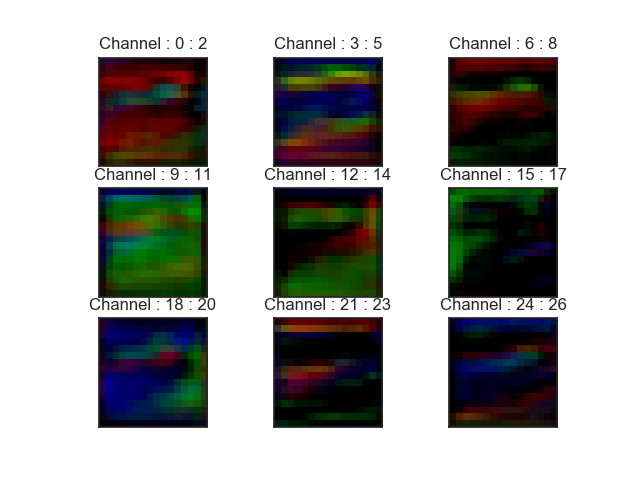 Channel : 0 : 2
Channel : 3 : 5
Channel : 6 : 8
Channel : 9 : 11
Channel : 12 : 14
Channel : 15 : 17
Channel : 18 : 20
Channel : 21 : 23
Channel : 24 : 26